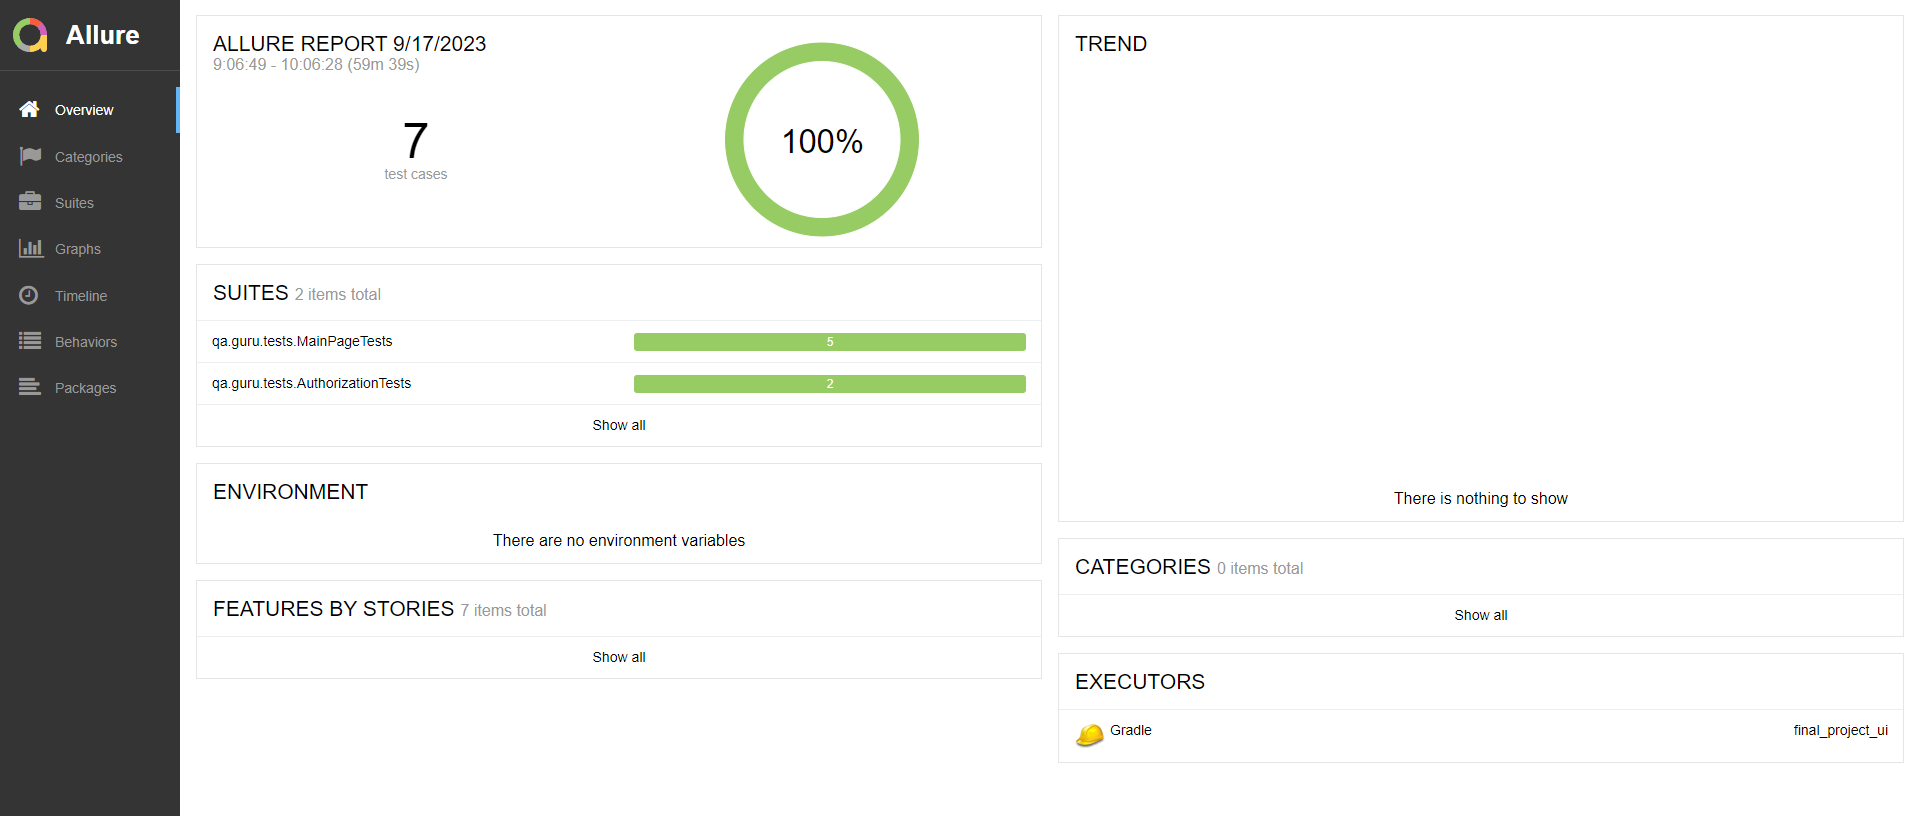 Allure
Overview
Categories
Suites
Graphs
Timeline
Behaviors
Packages
ALLURE REPORT 9/17/2023
9:06:49 - 10:06:28 (59m 39s)
7
test cases
100%
SUITES 2 items total
qa.guru.tests.MainPageTests 5
qa.guru.tests.AuthorizationTests 2
Show all
ENVIRONMENT
There are no environment variables
FEATURES BY STORIES 7 items total
Show all
TREND
There is nothing to show
CATEGORIES 0 items total
Show all
EXECUTORS
Gradle final_project_ui